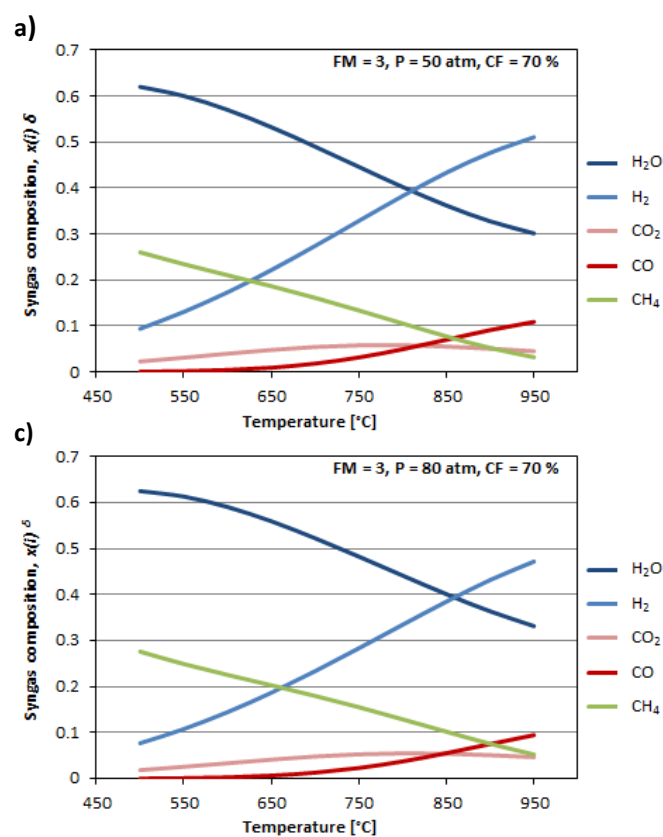 a)
FM = 3, P = 50 atm, CF = 70 %
Syngas composition, x(i) δ
0.7
0.6
0.5
0.4
0.3
0.2
0.1
0
450
550
650
750
850
950
Temperature [°C]
H₂O
H₂
CO₂
CO
CH₄
c)
FM = 3, P = 80 atm, CF = 70 %
Syngas composition, x(i) δ
0.7
0.6
0.5
0.4
0.3
0.2
0.1
0
450
550
650
750
850
950
Temperature [°C]
H₂O
H₂
CO₂
CO
CH₄